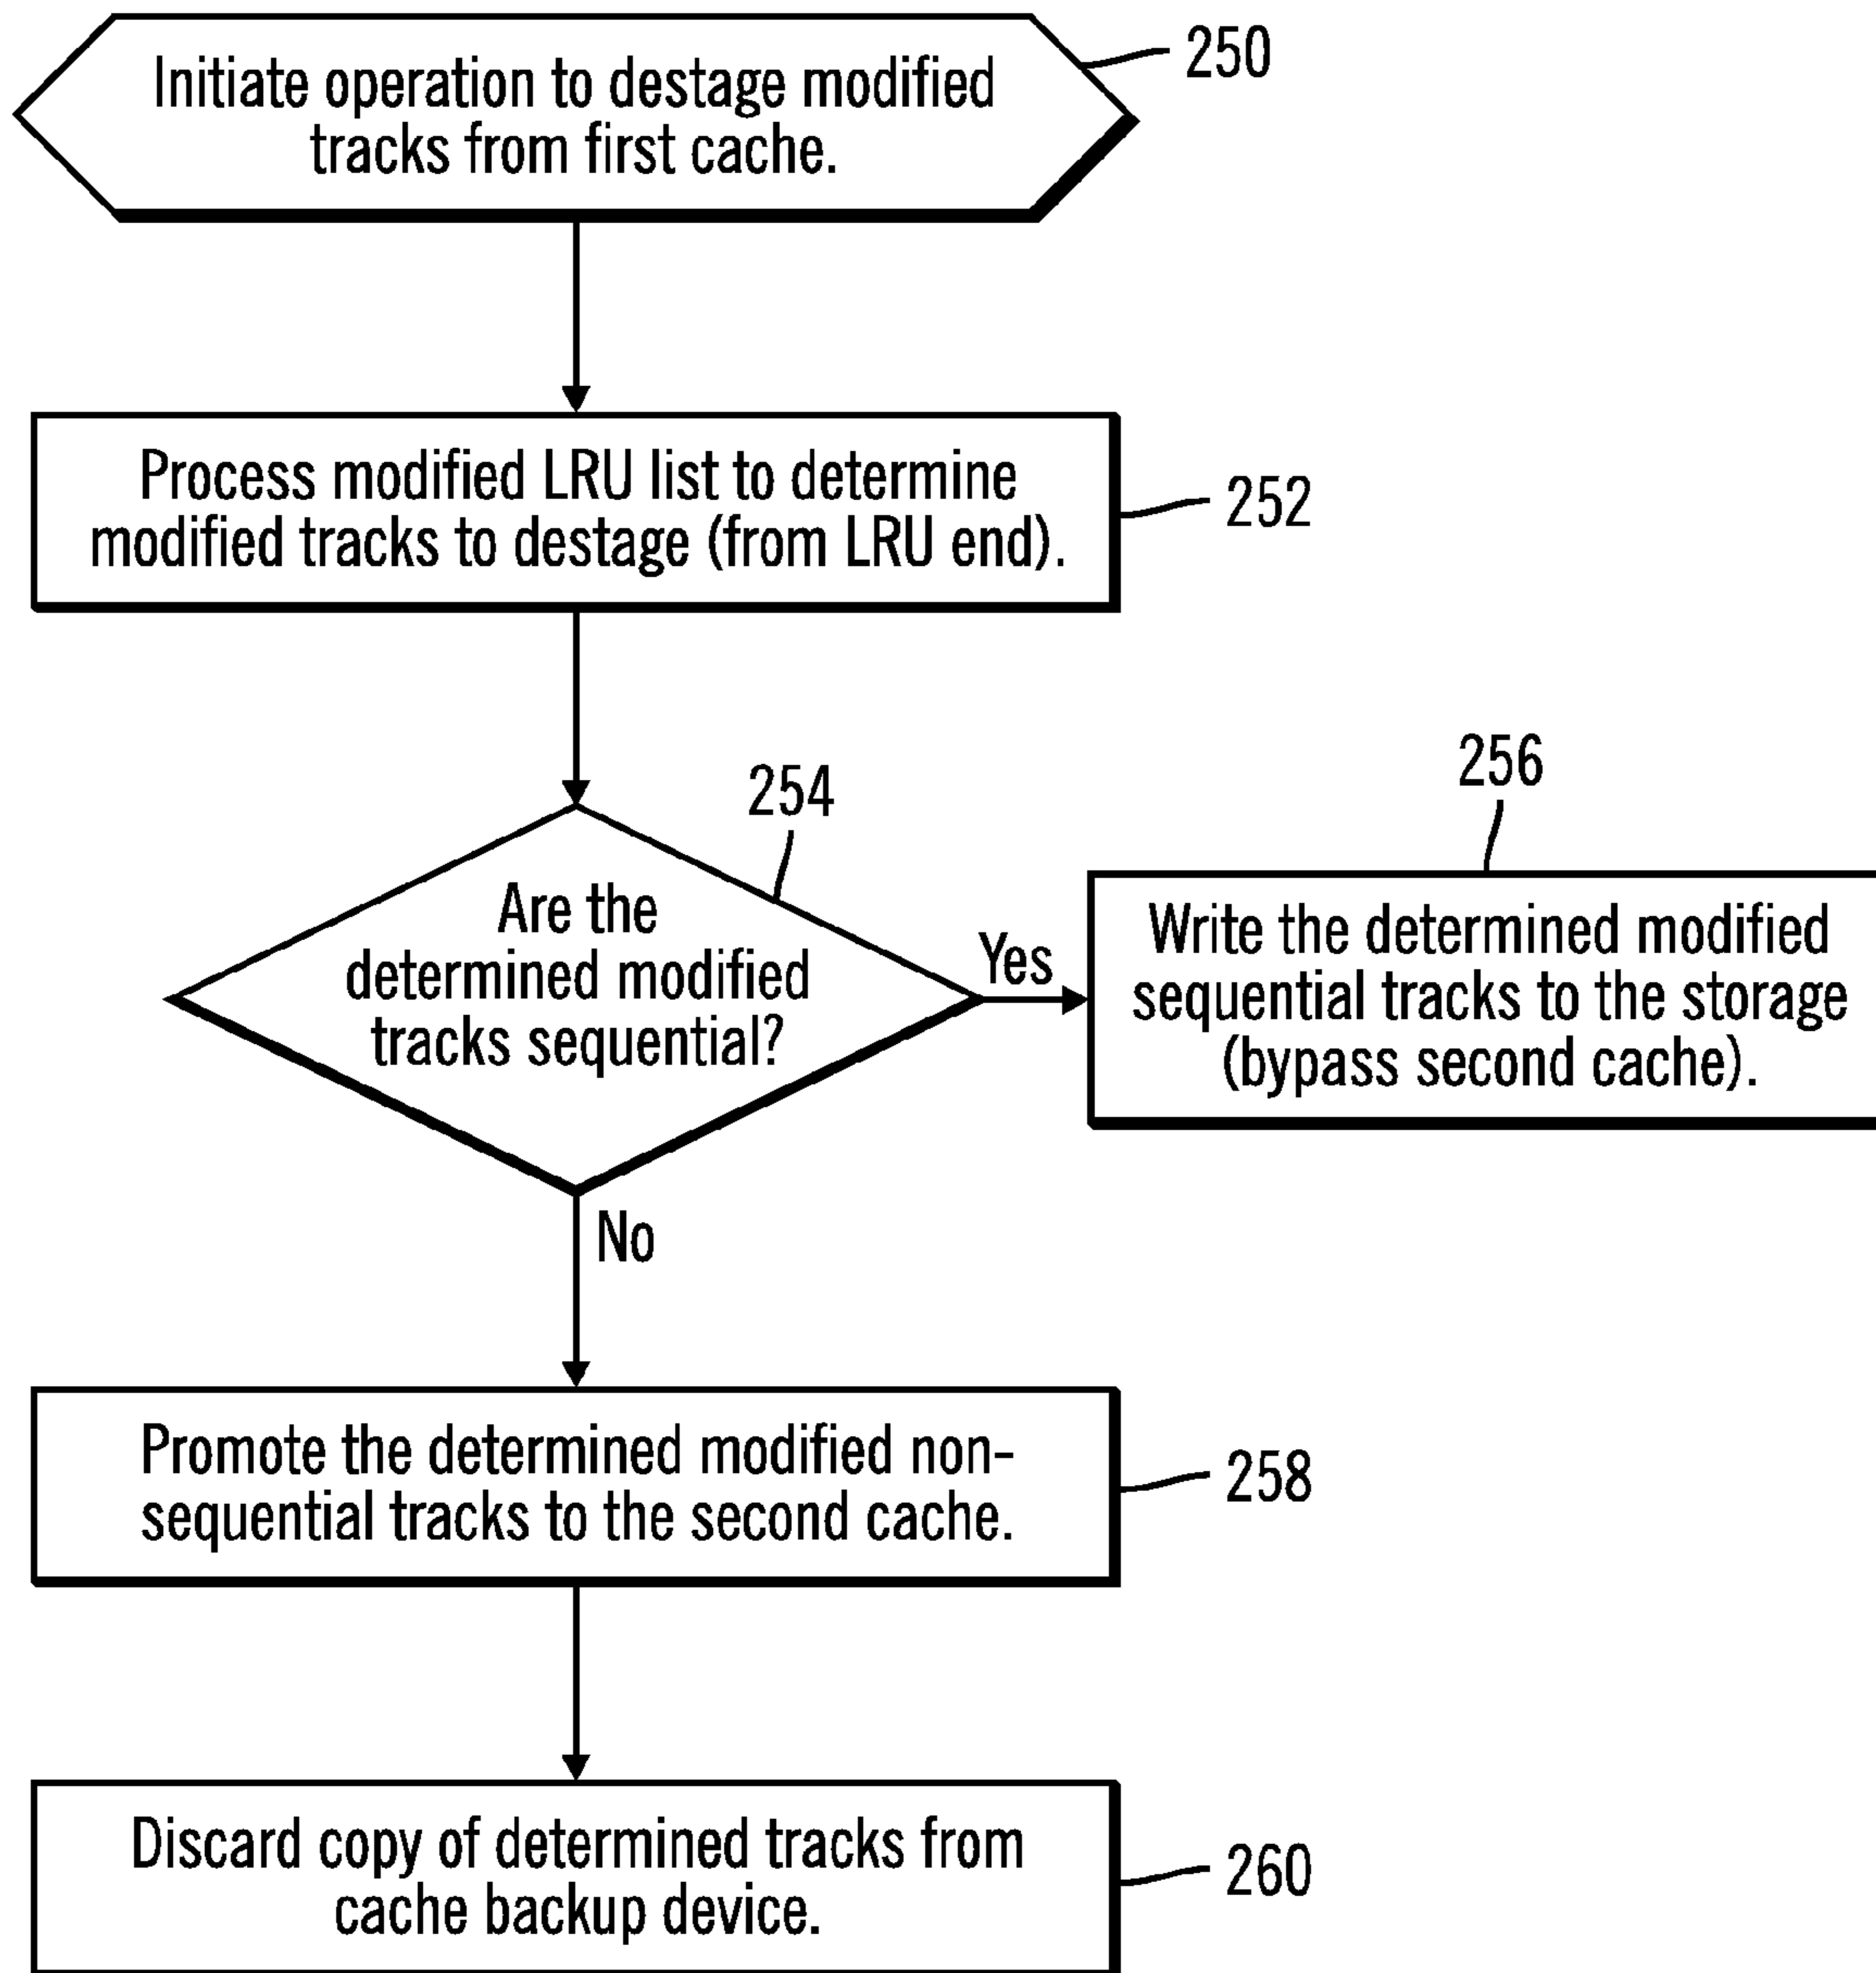 Initiate operation to destage modified
tracks from first cache.
250
Process modified LRU list to determine
modified tracks to destage (from LRU end).
252
254
Are the
determined modified
tracks sequential?
Yes
256
Write the determined modified
sequential tracks to the storage
(bypass second cache).
No
Promote the determined modified non-
sequential tracks to the second cache.
258
Discard copy of determined tracks from
cache backup device.
260